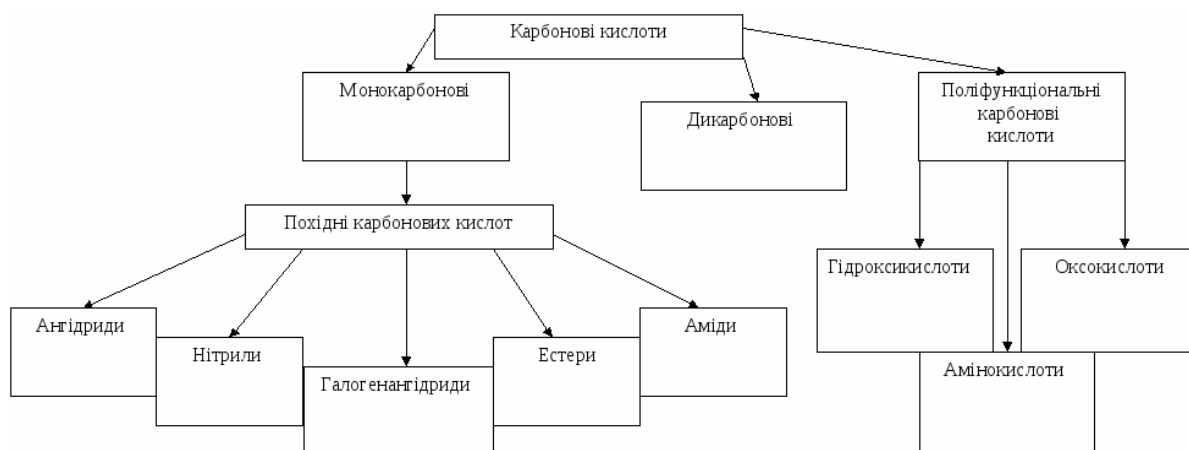 Карбонові кислоти
Монокарбонові
Дикарбонові
Поліфункціональні
карбонові
кислоти
Похідні карбонових кислот
Гідроксикислоти
Оксокислоти
Ангідриди
Нітрили
Галогенангідриди
Естери
Аміди
Амінокислоти